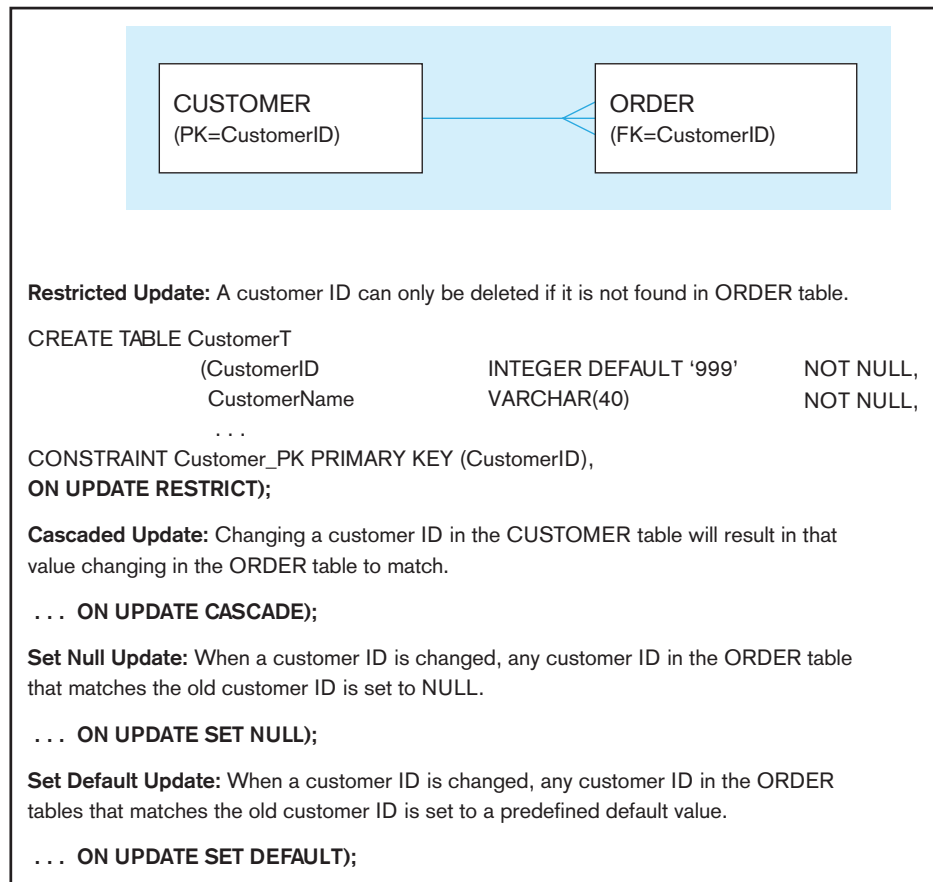 CUSTOMER
(PK=CustomerID)
ORDER
(FK=CustomerID)
Restricted Update: A customer ID can only be deleted if it is not found in ORDER table.
CREATE TABLE CustomerT
(CustomerID INTEGER DEFAULT ‘999’ NOT NULL,
CustomerName VARCHAR(40) NOT NULL,
. . .
CONSTRAINT Customer_PK PRIMARY KEY (CustomerID),
ON UPDATE RESTRICT);
Cascaded Update: Changing a customer ID in the CUSTOMER table will result in that
value changing in the ORDER table to match.
. . . ON UPDATE CASCADE);
Set Null Update: When a customer ID is changed, any customer ID in the ORDER table
that matches the old customer ID is set to NULL.
. . . ON UPDATE SET NULL);
Set Default Update: When a customer ID is changed, any customer ID in the ORDER
tables that matches the old customer ID is set to a predefined default value.
. . . ON UPDATE SET DEFAULT);